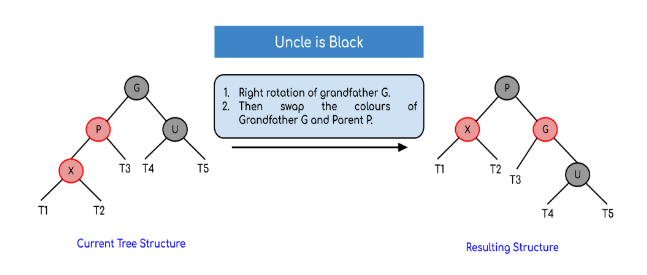 Uncle is Black
1. Right rotation of grandfather G.
2. Then swap the colours of
Grandfather G and Parent P.
G
P
U
X
T3
T4
T5
T1
T2
Current Tree Structure
P
X
G
T1
T2
T3
U
T4
T5
Resulting Structure